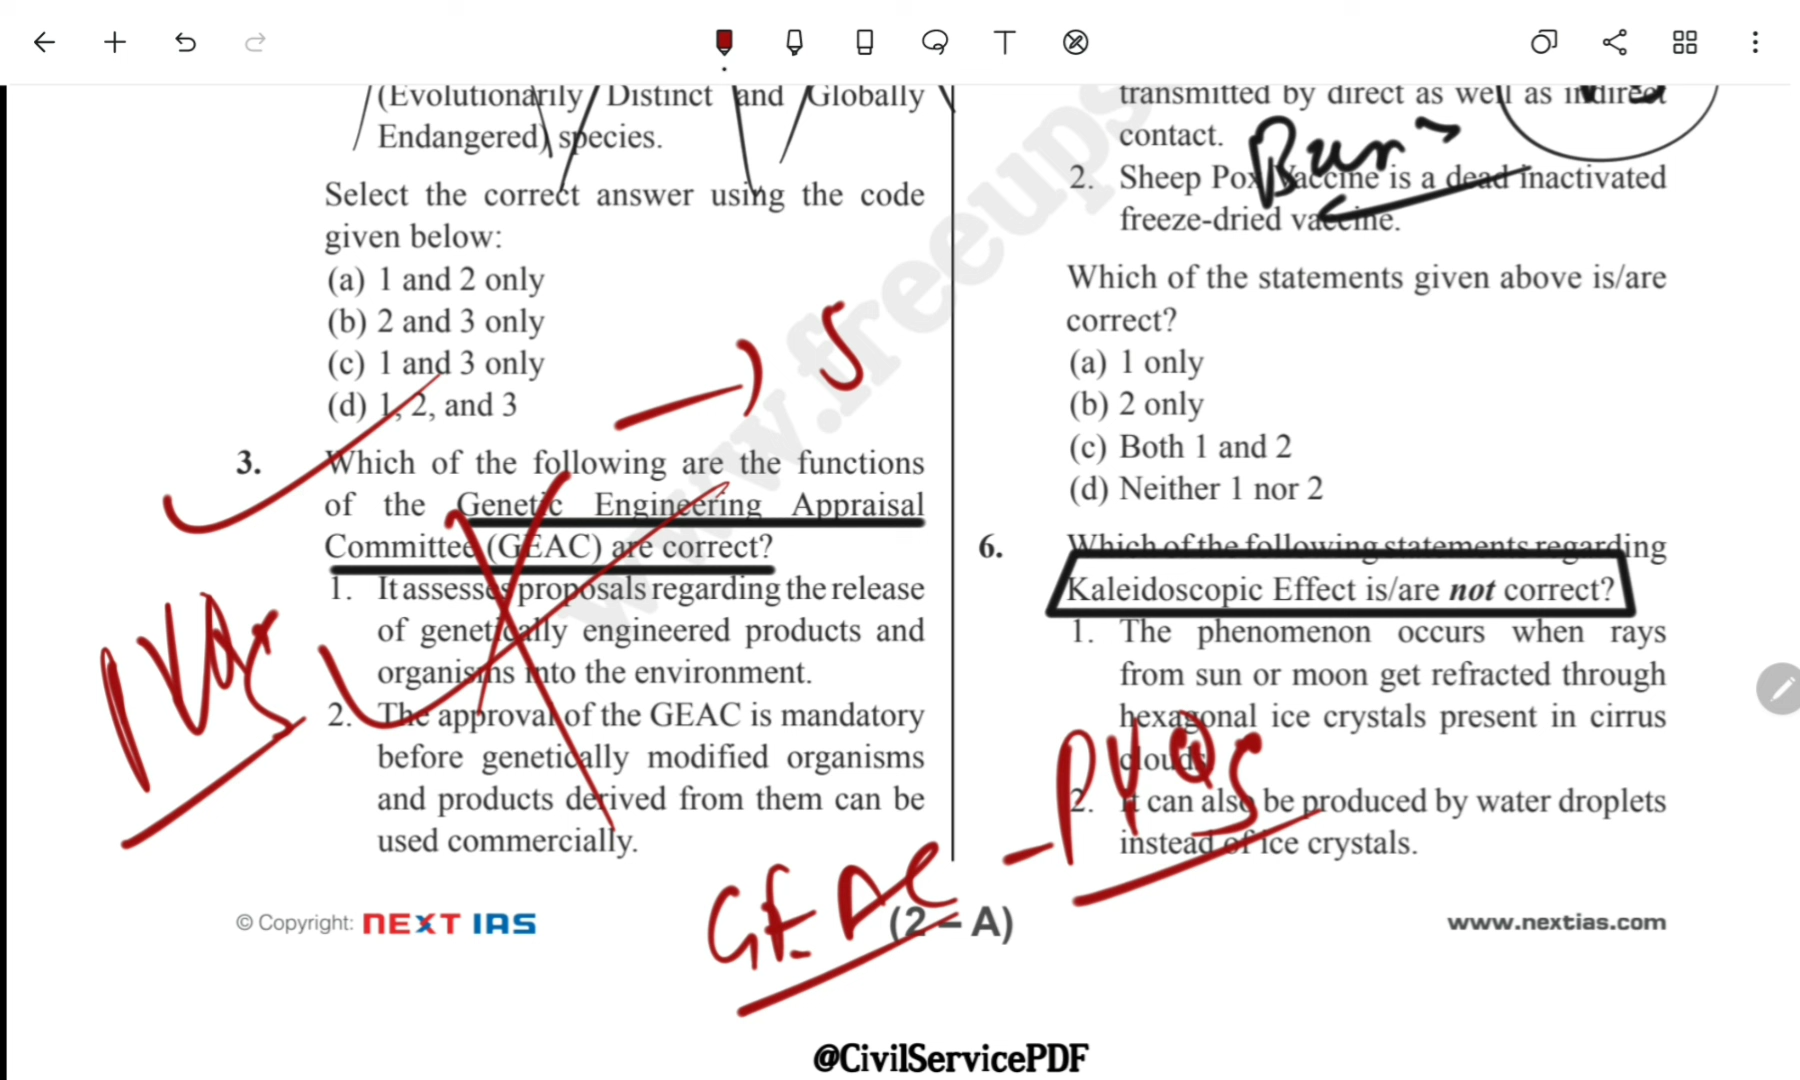 (Evolutionarily Distinct and Globally
Endangered) species.
Select the correct answer using the code
given below:
(a) 1 and 2 only
(b) 2 and 3 only
(c) 1 and 3 only
(d) 1, 2, and 3
3. Which of the following are the functions
of the Genetic Engineering Appraisal
Committee (GEAC) are correct?
1. It assesses proposals regarding the release
of genetically engineered products and
organisms into the environment.
2. The approval of the GEAC is mandatory
before genetically modified organisms
and products derived from them can be
used commercially.
PYQs
GEAC - PYQs
transmitted by direct as well as indirect
contact.
2. Sheep Pox Vaccine is a dead inactivated
freeze-dried vaccine.
Which of the statements given above is/are
correct?
(a) 1 only
(b) 2 only
(c) Both 1 and 2
(d) Neither 1 nor 2
6. Which of the following statements regarding
Kaleidoscopic Effect is/are not correct?
1. The phenomenon occurs when rays
from sun or moon get refracted through
hexagonal ice crystals present in cirrus
clouds.
2. It can also be produced by water droplets
instead of ice crystals.
© Copyright: NEXT IAS
(2 – A)
www.nextias.com
www.freeups
@CivilServicePDF